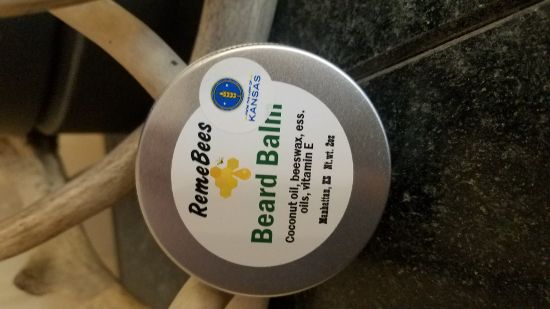 KANSAS
RemeBees
Beard Balm
Coconut oil, beeswax, ess.
oils, vitamin E
Manhattan, KS Nt. wt. 2oz